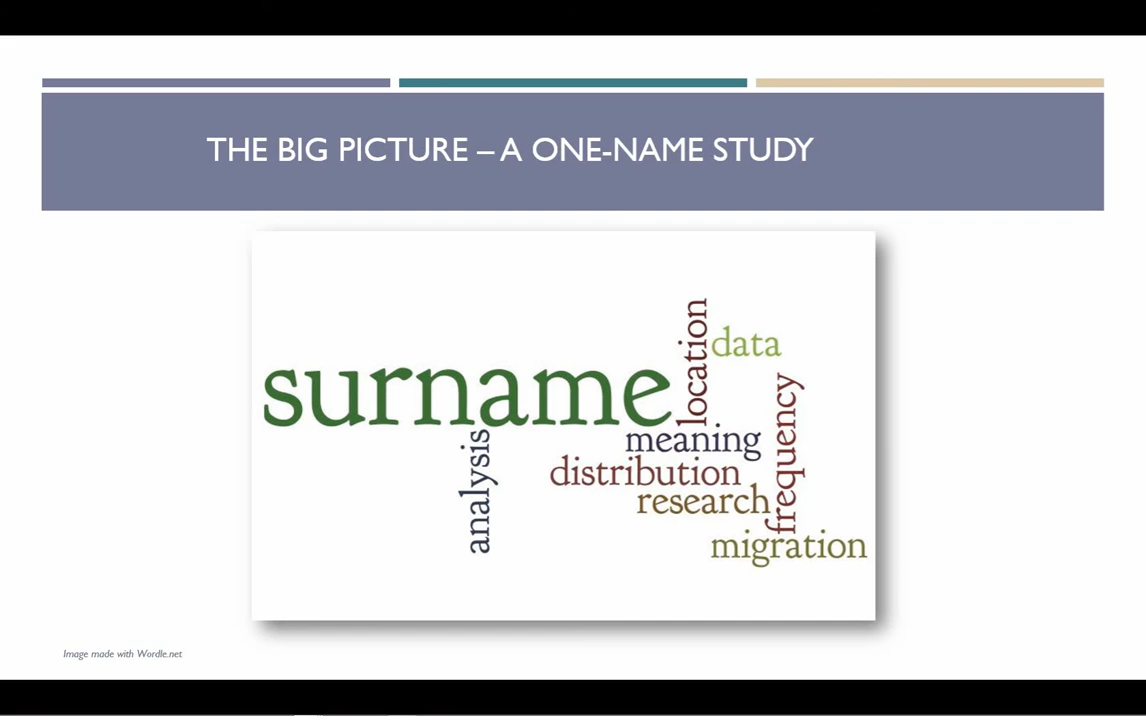 THE BIG PICTURE – A ONE-NAME STUDY
surname
location
data
frequency
meaning
analysis
distribution
research
migration
Image made with Wordle.net